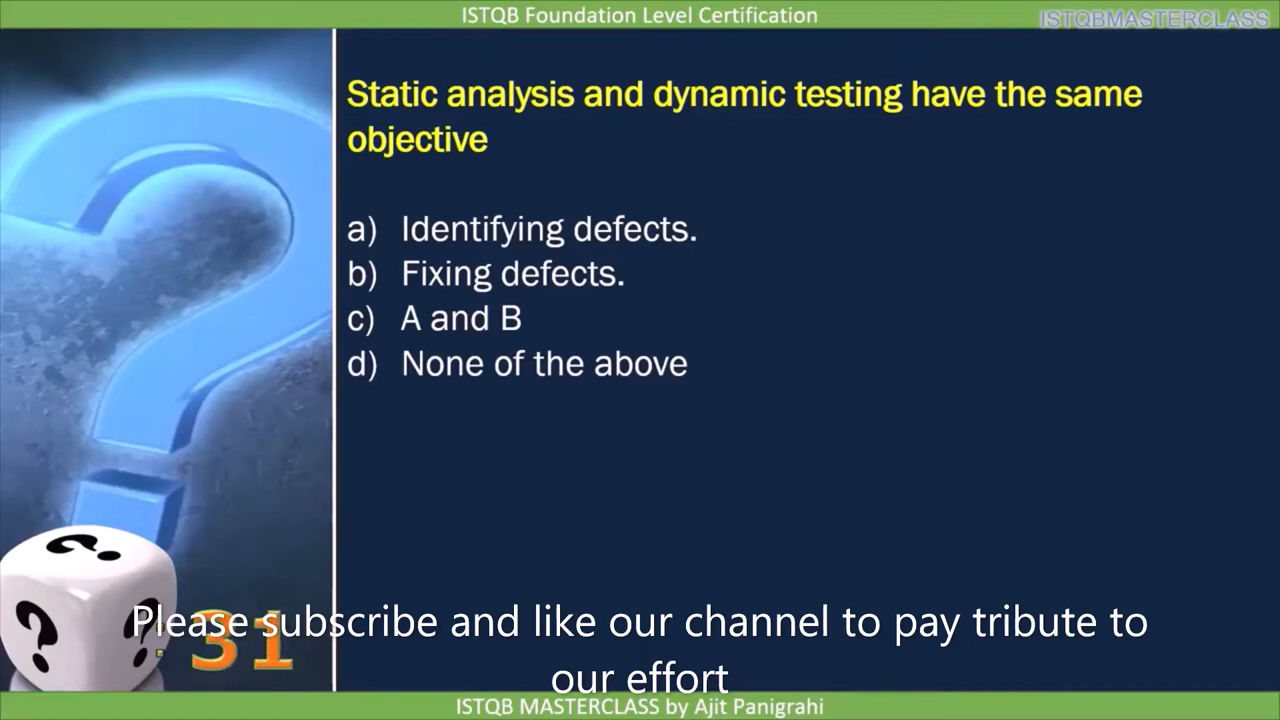 ISTQB Foundation Level Certification
ISTQBMASTERCLASS
Static analysis and dynamic testing have the same
objective
a) Identifying defects.
b) Fixing defects.
c) A and B
d) None of the above
31
Please subscribe and like our channel to pay tribute to
our effort
ISTQB MASTERCLASS by Ajit Panigrahi